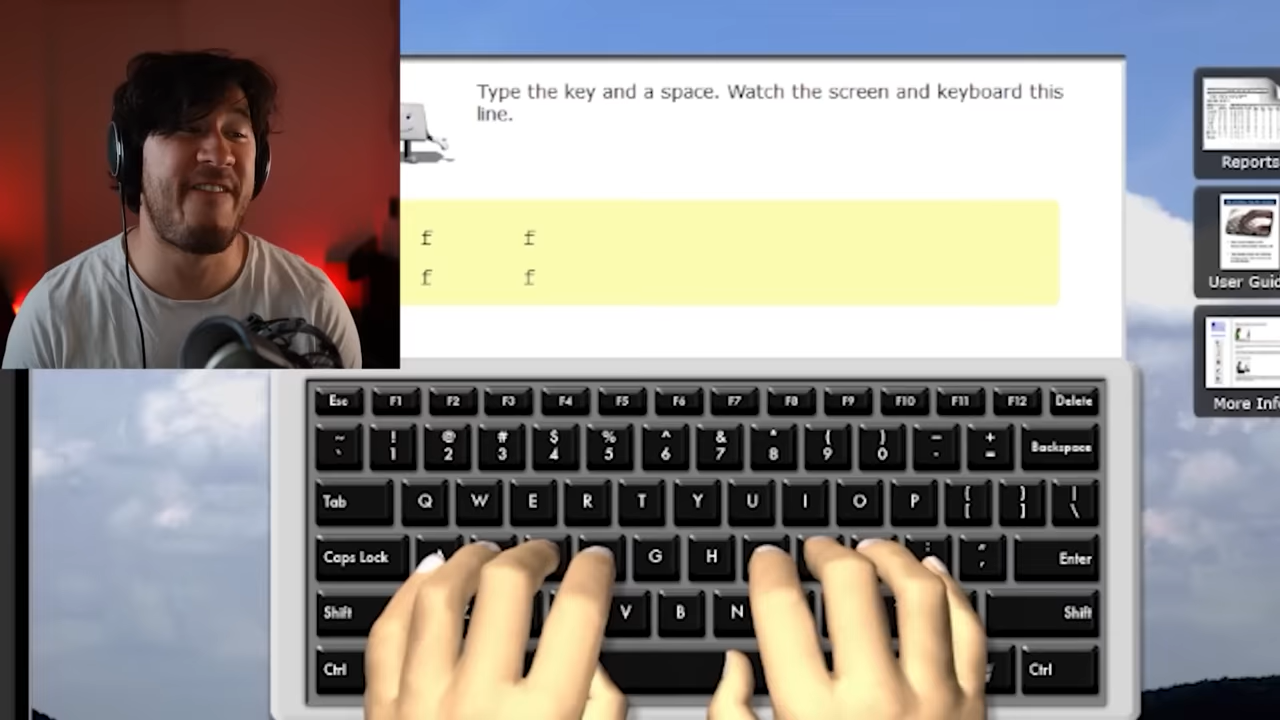 Type the key and a space. Watch the screen and keyboard this
line.
f f
f f
Reports
User Guid
More Inf
Esc F1 F2 F3 F4 F5 F6 F7 F8 F9 F10 F11 F12 Delete
~ ! @ # $ % ^ & * ( ) - +
` 1 2 3 4 5 6 7 8 9 0 - = Backspace
Tab Q W E R T Y U I O P [ ] \
Caps Lock G H : " ' Enter
Shift V B N Shift
Ctrl Ctrl